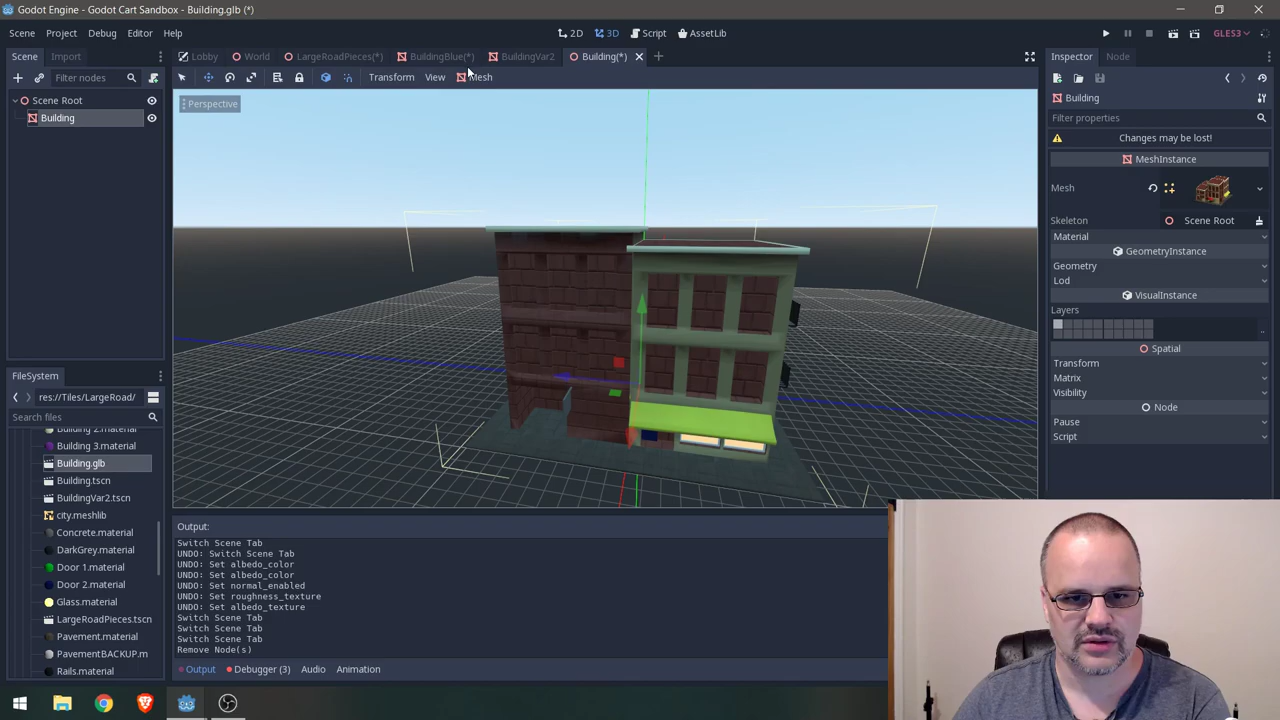 Godot Engine - Godot Cart Sandbox - Building.glb (*)
Scene Project Debug Editor Help
2D 3D Script AssetLib
GLES3
Scene Import
Lobby World LargeRoadPieces(*) BuildingBlue(*) BuildingVar2 Building(*)
Inspector Node
Filter nodes
Transform View Mesh
Scene Root
Building
Perspective
Building
Filter properties
Changes may be lost!
MeshInstance
Mesh
Skeleton Scene Root
Material
GeometryInstance
Geometry
Lod
VisualInstance
Layers
Spatial
Transform
Matrix
Visibility
Node
Pause
Script
FileSystem
res://Tiles/LargeRoad/
Search files
Building 2.material
Building 3.material
Building.glb
Building.tscn
BuildingVar2.tscn
city.meshlib
Concrete.material
DarkGrey.material
Door 1.material
Door 2.material
Glass.material
LargeRoadPieces.tscn
Pavement.material
PavementBACKUP.m
Rails.material
Output:
Switch Scene Tab
UNDO: Switch Scene Tab
UNDO: Set albedo_color
UNDO: Set albedo_color
UNDO: Set normal_enabled
UNDO: Set roughness_texture
UNDO: Set albedo_texture
Switch Scene Tab
Switch Scene Tab
Switch Scene Tab
Remove Node(s)
Output Debugger (3) Audio Animation